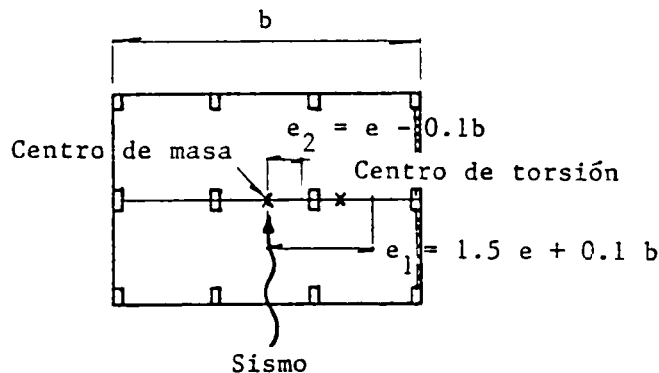 b
e₂ = e - 0.1b
Centro de masa
Centro de torsión
e₁ = 1.5 e + 0.1 b
Sismo